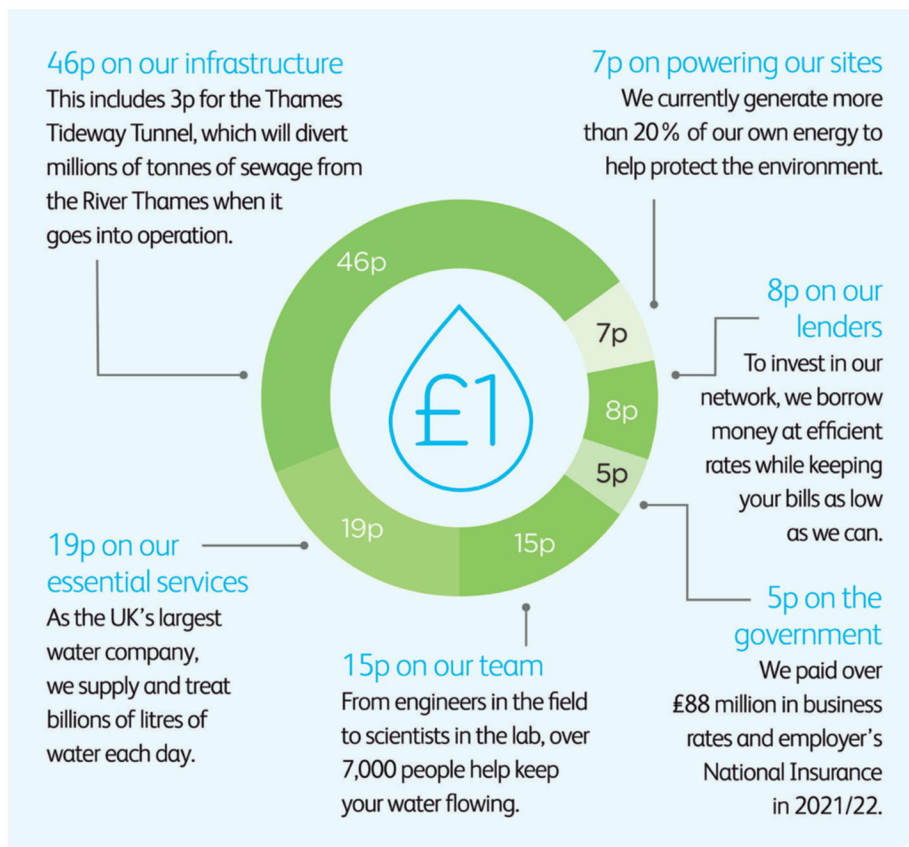 46p on our infrastructure
This includes 3p for the Thames
Tideway Tunnel, which will divert
millions of tonnes of sewage from
the River Thames when it
goes into operation.
7p on powering our sites
We currently generate more
than 20% of our own energy to
help protect the environment.
46p
7p
8p
5p
15p
19p
£1
8p on our
lenders
To invest in our
network, we borrow
money at efficient
rates while keeping
your bills as low
as we can.
19p on our
essential services
As the UK's largest
water company,
we supply and treat
billions of litres of
water each day.
15p on our team
From engineers in the field
to scientists in the lab, over
7,000 people help keep
your water flowing.
5p on the
government
We paid over
£88 million in business
rates and employer's
National Insurance
in 2021/22.